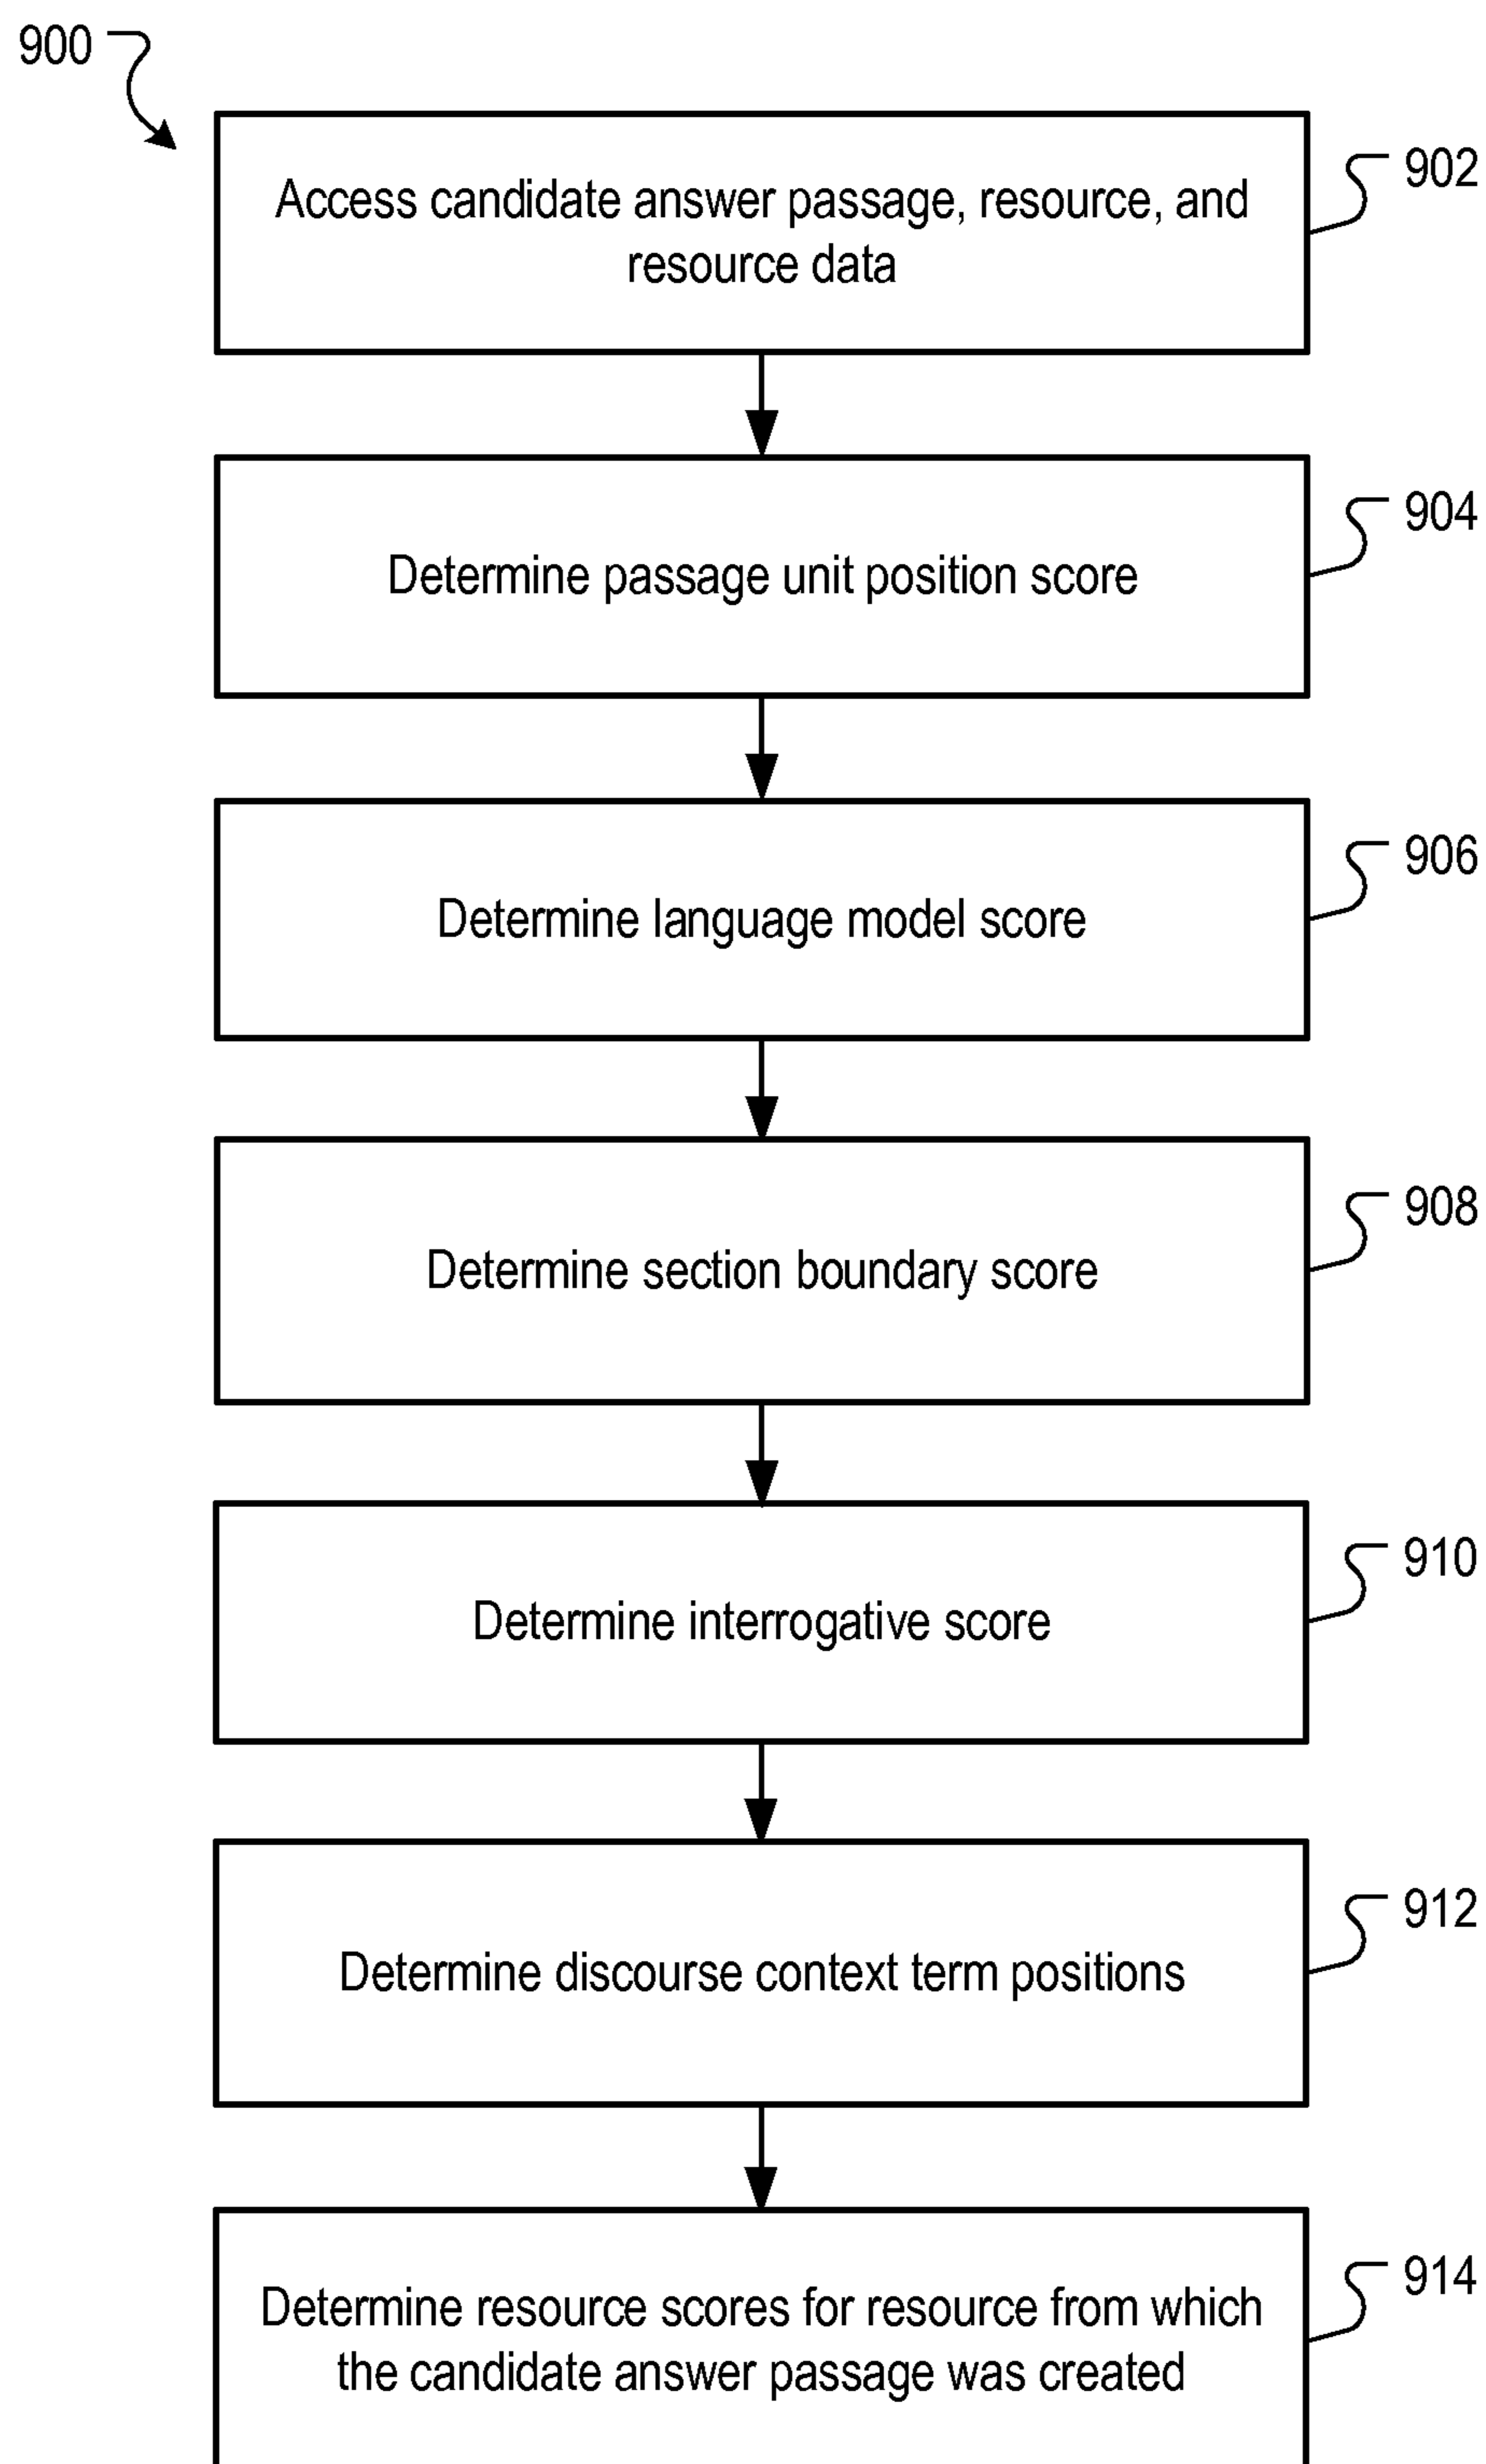 900
Access candidate answer passage, resource, and
resource data
902
Determine passage unit position score
904
Determine language model score
906
Determine section boundary score
908
Determine interrogative score
910
Determine discourse context term positions
912
Determine resource scores for resource from which
the candidate answer passage was created
914